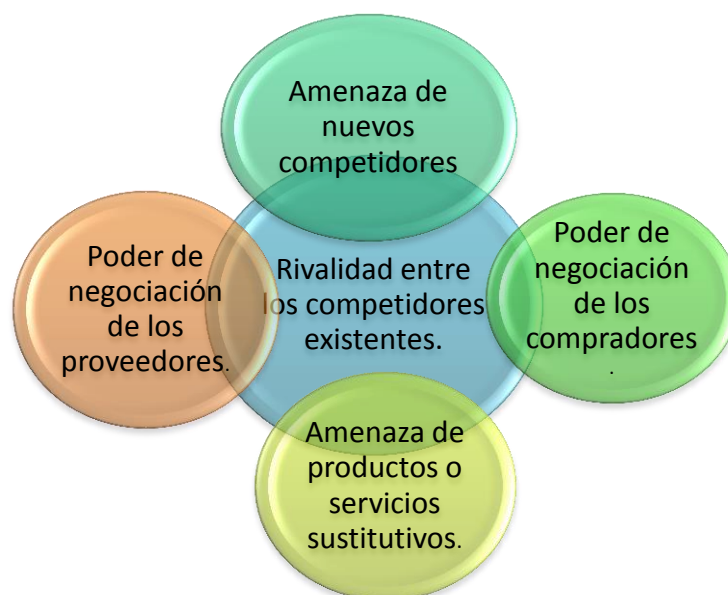 Amenaza de
nuevos
competidores
Poder de
negociación
de los
proveedores.
Rivalidad entre
los competidores
existentes.
Poder de
negociación
de los
compradores
.
Amenaza de
productos o
servicios
sustitutivos.